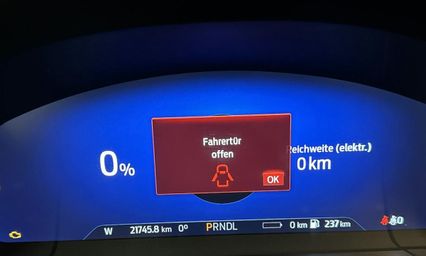 Fahrertür
offen
OK
0%
Reichweite (elektr.)
0 km
W 21745.8 km 0° PRNDL 0 km 237 km